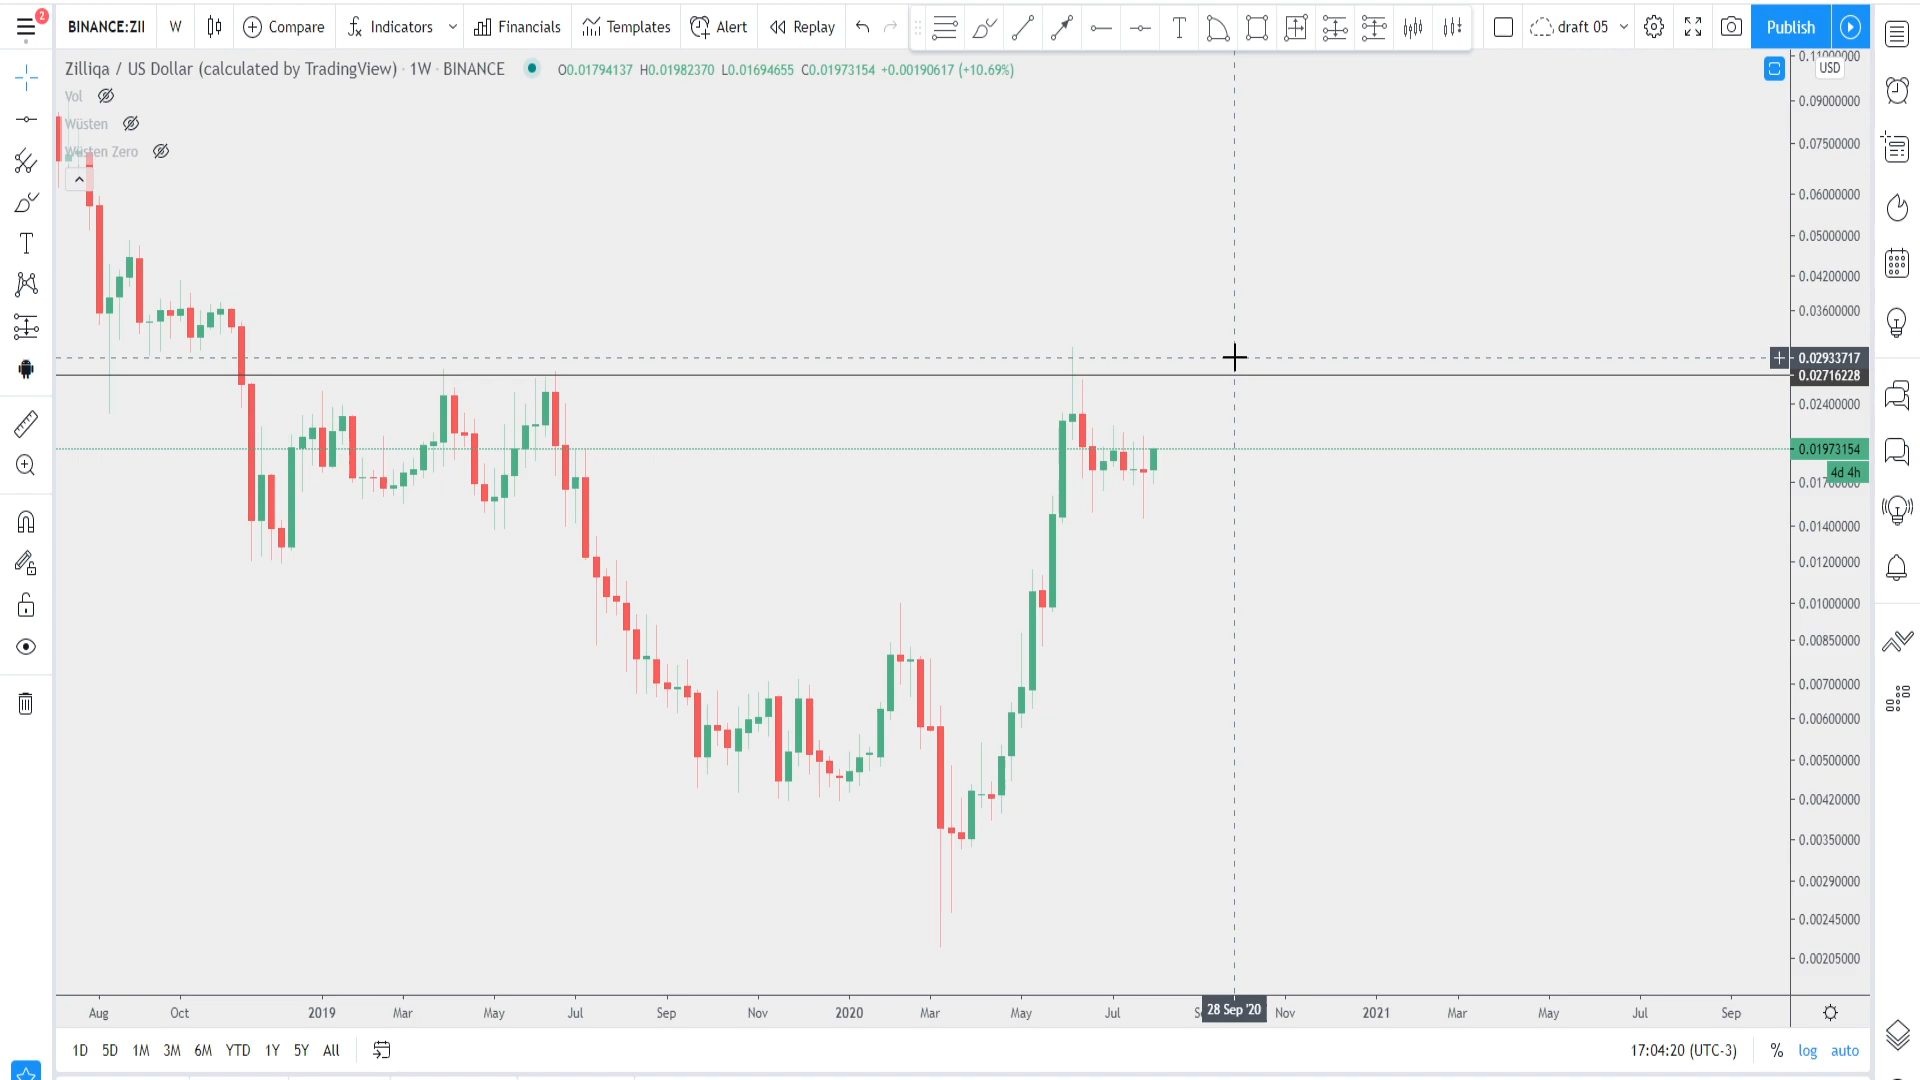 2
BINANCE:ZII W Compare Indicators Financials Templates Alert Replay draft 05 Publish
Zilliqa / US Dollar (calculated by TradingView) · 1W · BINANCE O0.01794137 H0.01982370 L0.01694655 C0.01973154 +0.00190617 (+10.69%)
Vol
Wüsten
Wüsten Zero
USD
0.11000000
0.09000000
0.07500000
0.06000000
0.05000000
0.04200000
0.03600000
0.02933717
0.02716228
0.02400000
0.01973154
4d 4h
0.01400000
0.01200000
0.01000000
0.00850000
0.00700000
0.00600000
0.00500000
0.00420000
0.00350000
0.00290000
0.00245000
0.00205000
Aug Oct 2019 Mar May Jul Sep Nov 2020 Mar May Jul 28 Sep '20 Nov 2021 Mar May Jul Sep
1D 5D 1M 3M 6M YTD 1Y 5Y All 17:04:20 (UTC-3) % log auto